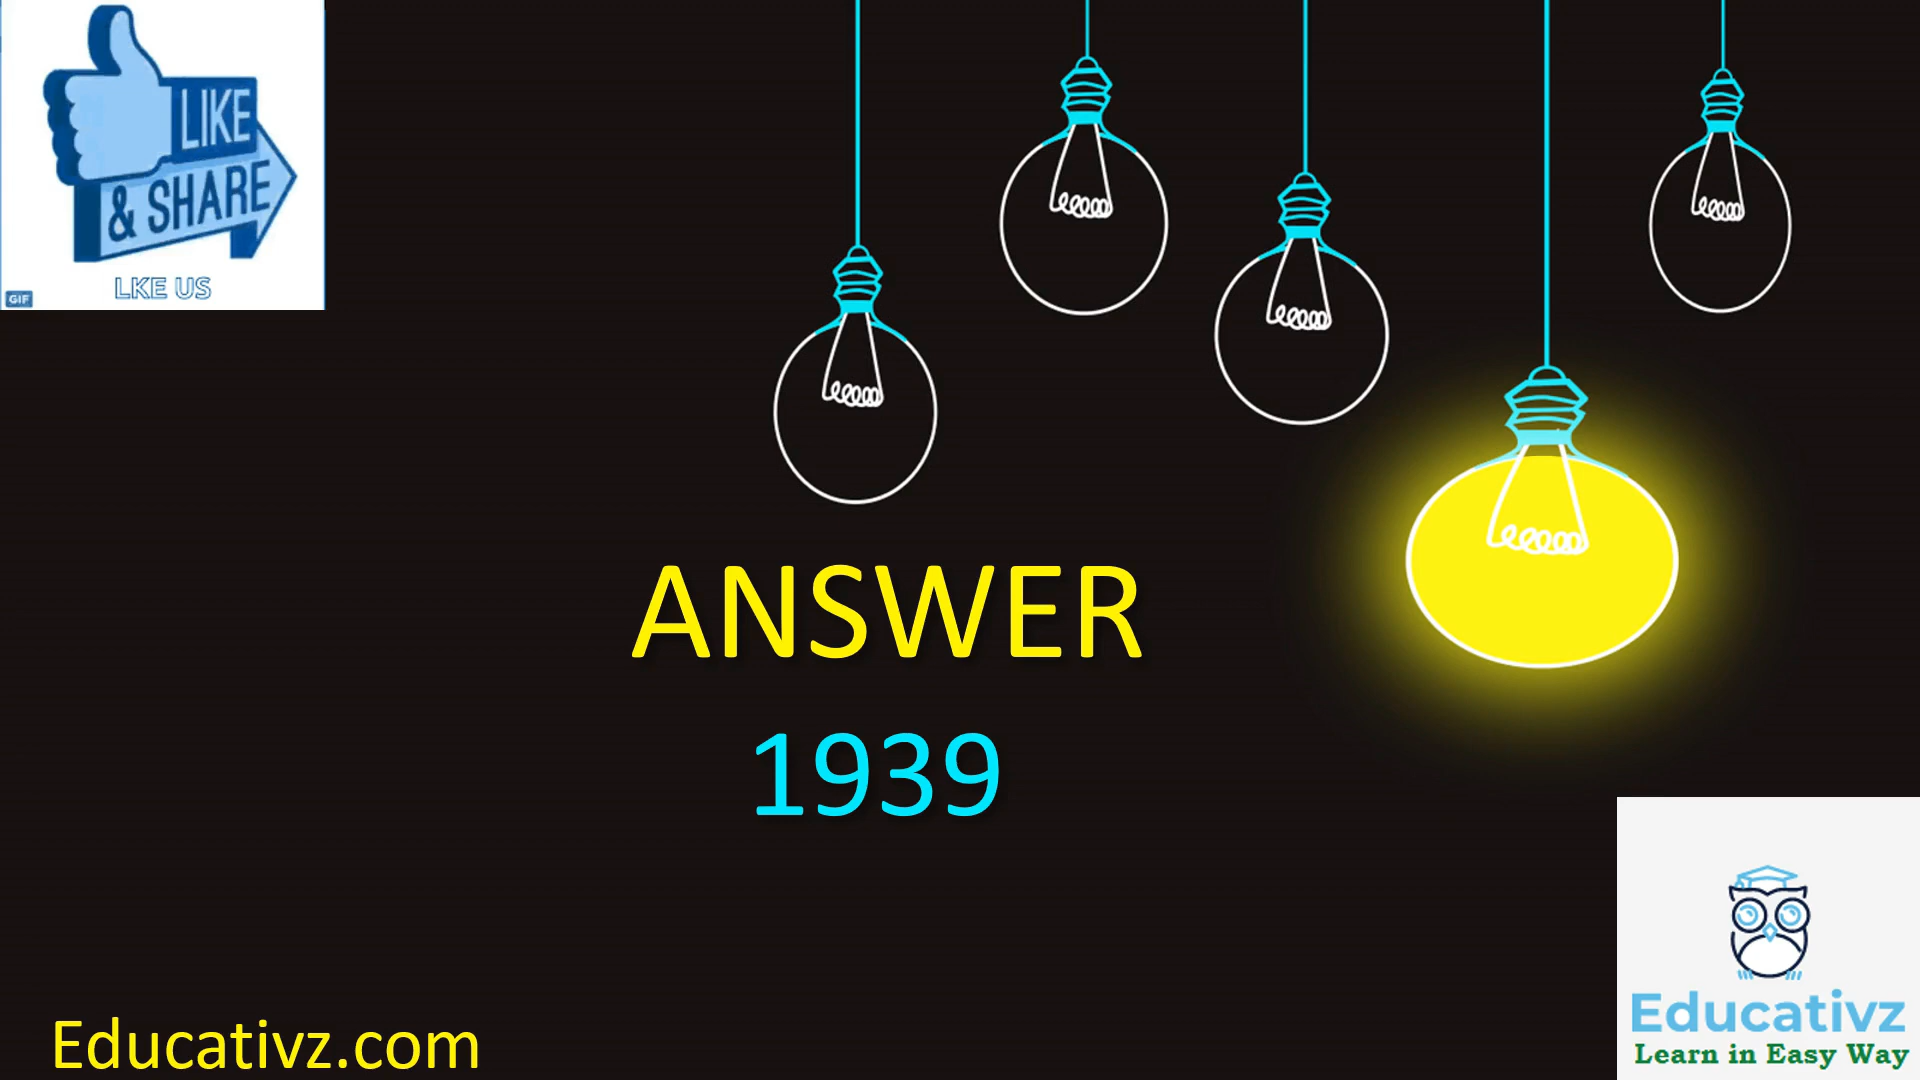 LIKE
& SHARE
LKE US
GIF
ANSWER
1939
Educativz.com
Educativz
Learn in Easy Way